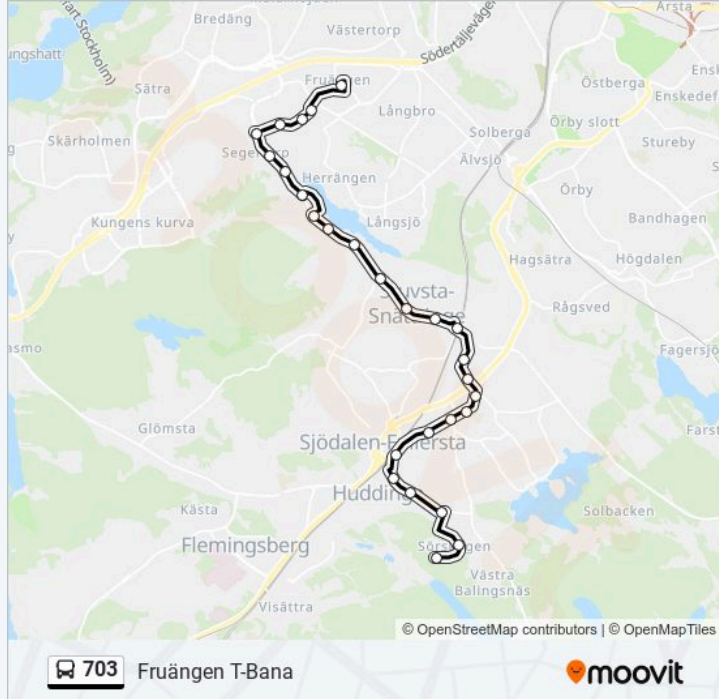 Bredäng
Västertorp
Årsta
Södertäljevägen
Sätra
Fruängen
Östberga
Långbro
Enskede
Skärholmen
Solberga
Örby slott
Älvsjö
Stureby
Herrängen
Örby
Kungens kurva
Långsjö
Bandhagen
Hagsätra
Högdalen
Rågsved
Fagersjö
Glömsta
Kästa
Solbacken
Flemingsberg
Västra
Balingsnäs
Visättra
© OpenStreetMap contributors | © OpenMapTiles
703 Fruängen T-Bana
moovit